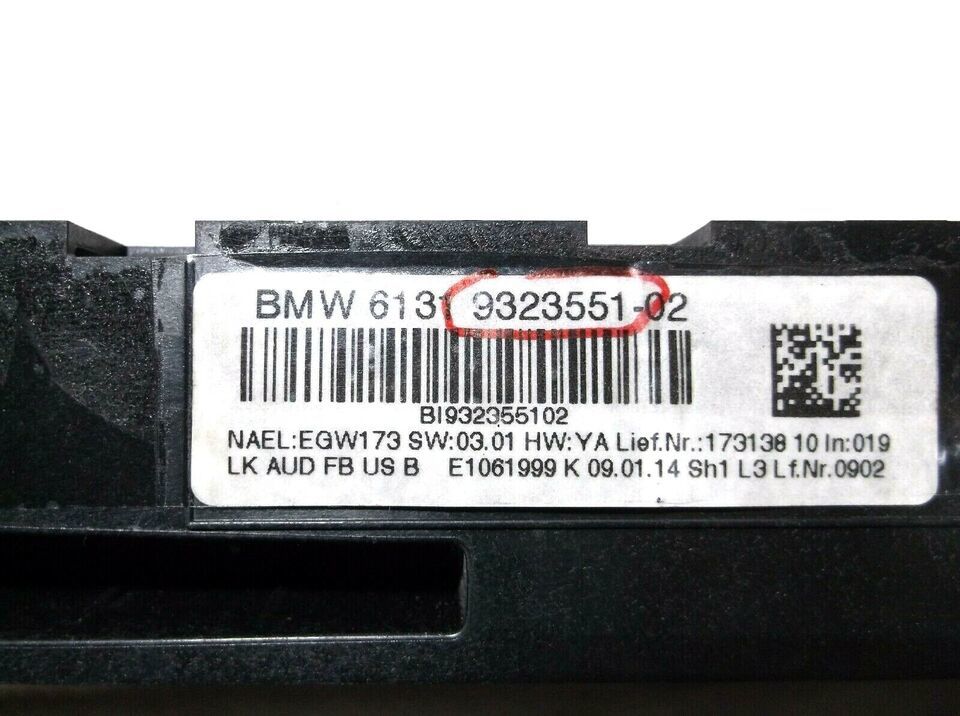 BMW 6131 9323551-02
BI932355102
NAEL:EGW173 SW:03.01 HW:YA Lief.Nr.:173138 10 In:019
LK AUD FB US B E1061999 K 09.01.14 Sh1 L3 Lf.Nr.0902